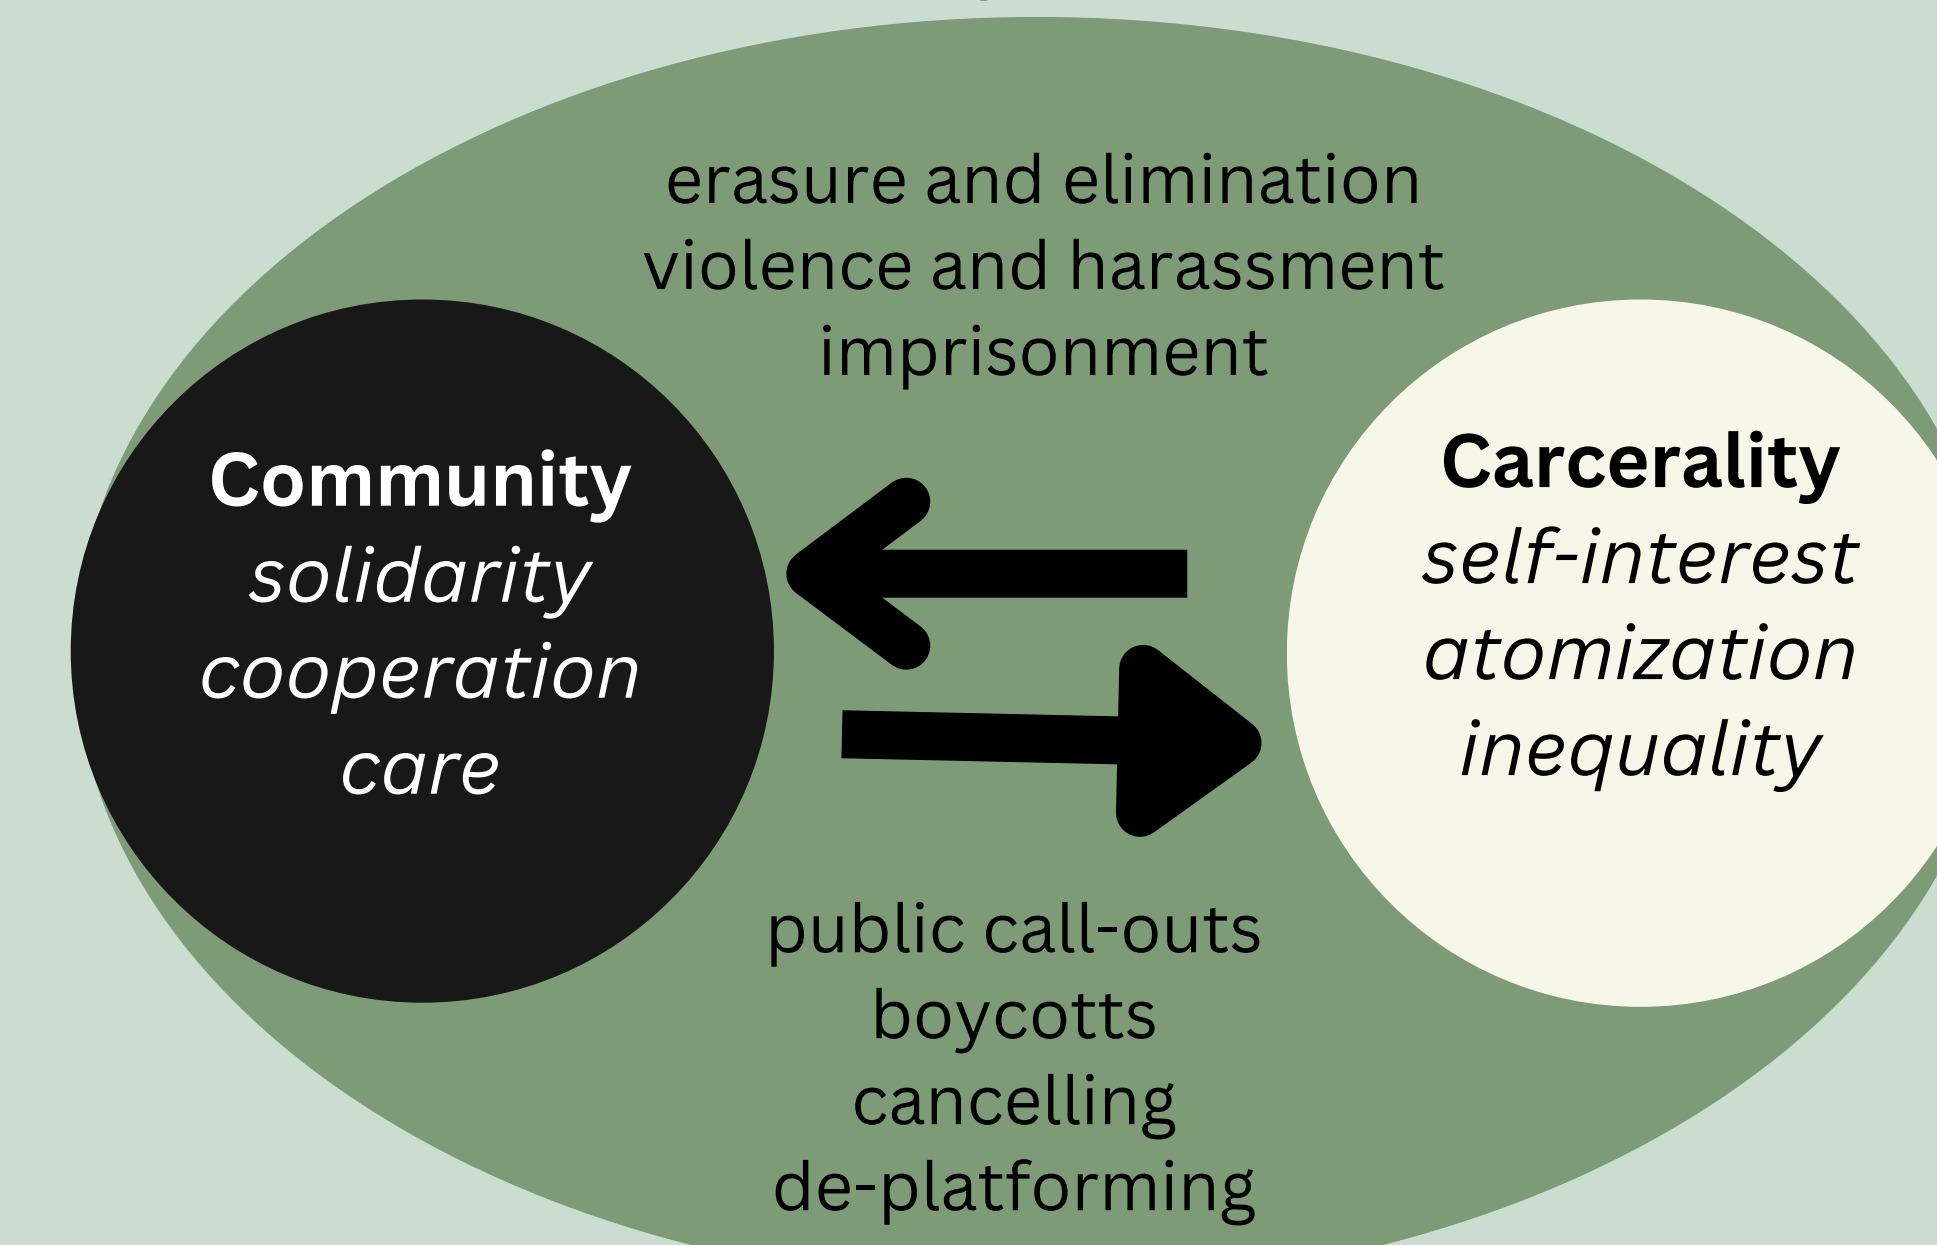 erasure and elimination
violence and harassment
imprisonment
Community
solidarity
cooperation
care
Carcerality
self-interest
atomization
inequality
public call-outs
boycotts
cancelling
de-platforming